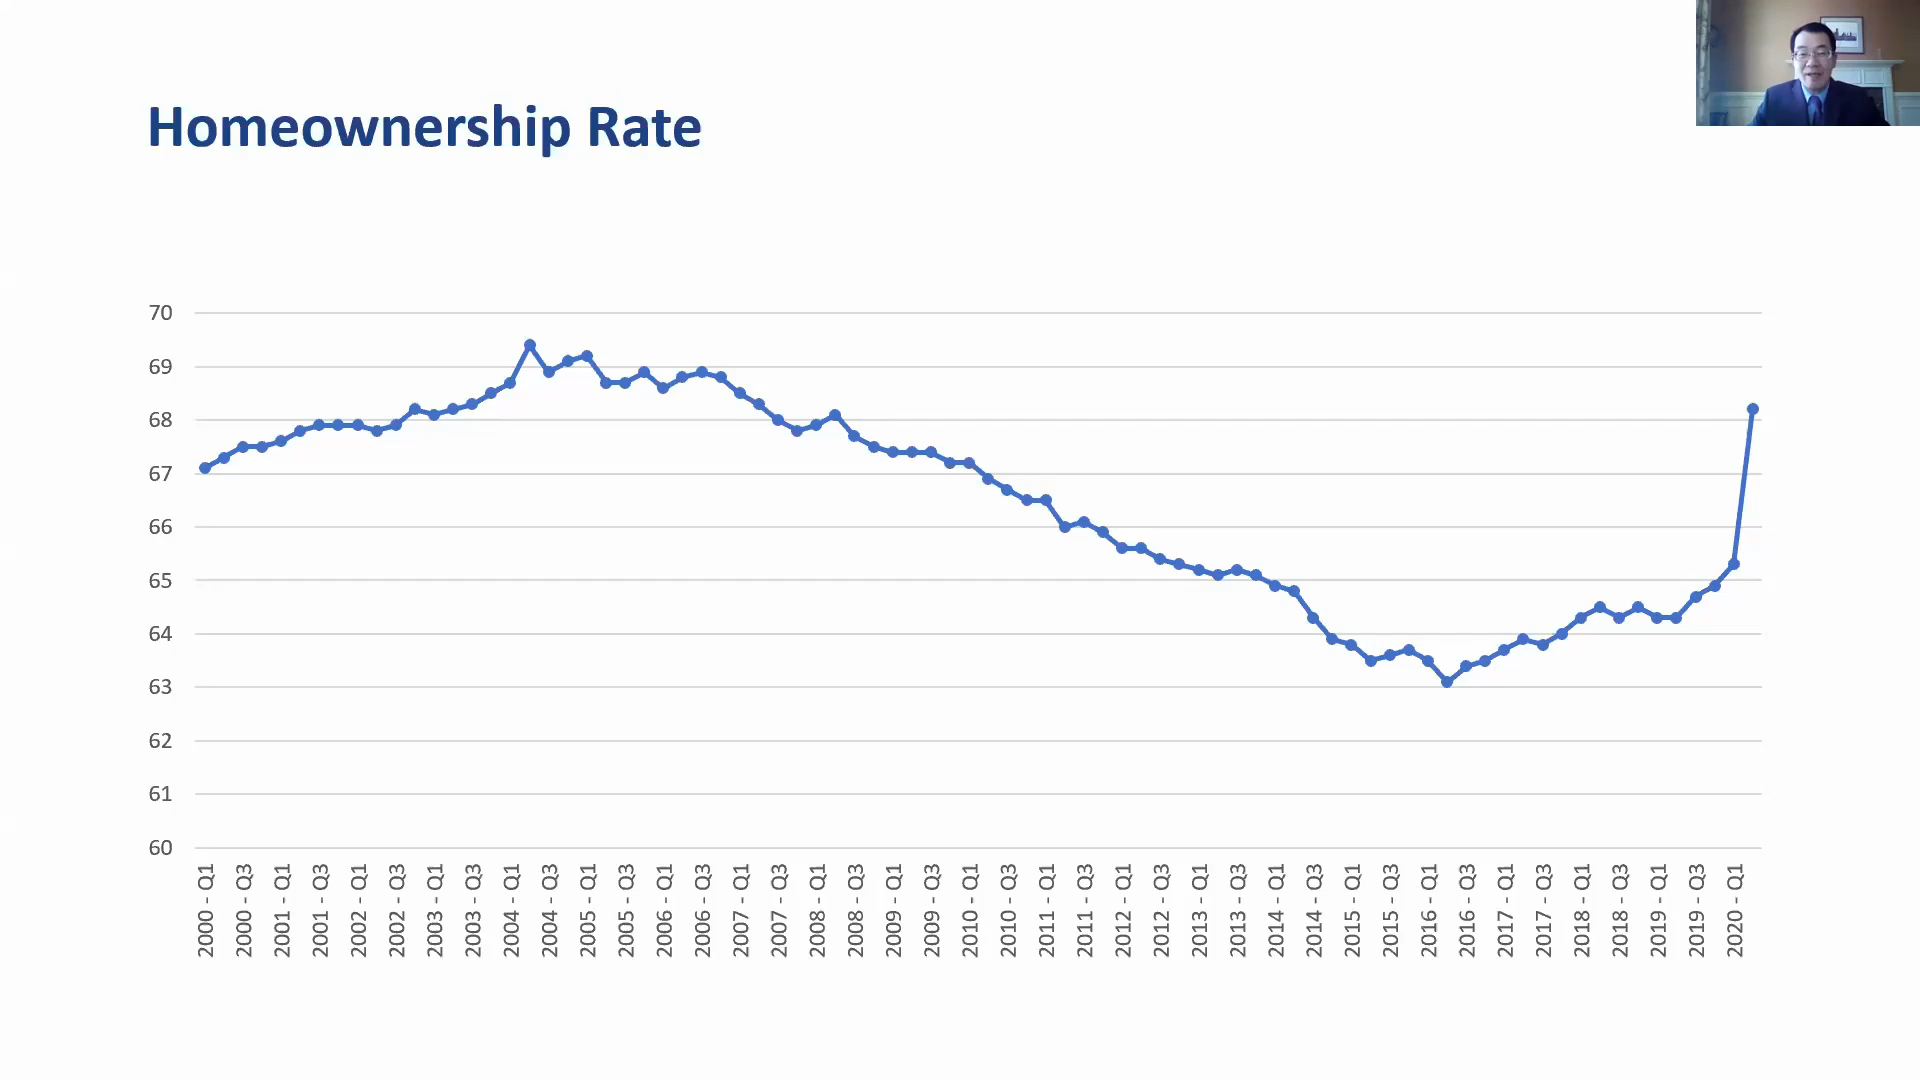 Homeownership Rate
70
69
68
67
66
65
64
63
62
61
60
2000 - Q1
2000 - Q3
2001 - Q1
2001 - Q3
2002 - Q1
2002 - Q3
2003 - Q1
2003 - Q3
2004 - Q1
2004 - Q3
2005 - Q1
2005 - Q3
2006 - Q1
2006 - Q3
2007 - Q1
2007 - Q3
2008 - Q1
2008 - Q3
2009 - Q1
2009 - Q3
2010 - Q1
2010 - Q3
2011 - Q1
2011 - Q3
2012 - Q1
2012 - Q3
2013 - Q1
2013 - Q3
2014 - Q1
2014 - Q3
2015 - Q1
2015 - Q3
2016 - Q1
2016 - Q3
2017 - Q1
2017 - Q3
2018 - Q1
2018 - Q3
2019 - Q1
2019 - Q3
2020 - Q1